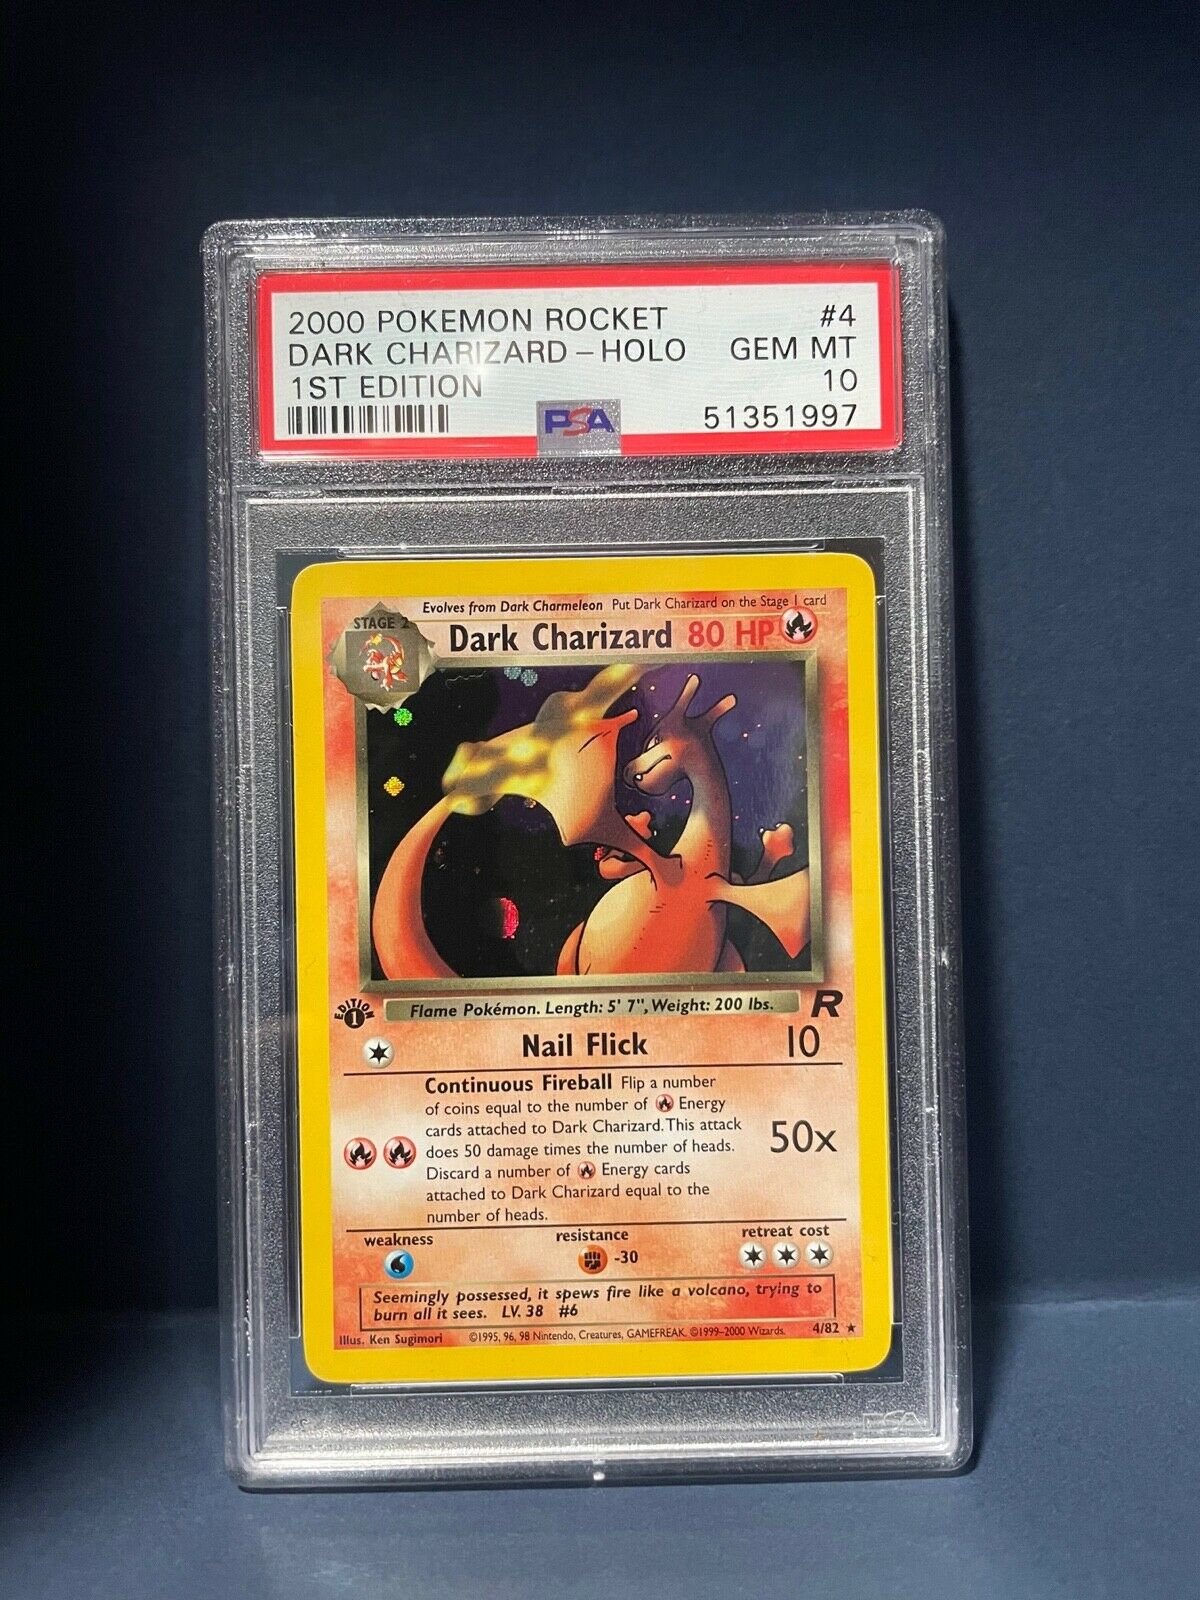 2000 POKEMON ROCKET #4
DARK CHARIZARD - HOLO GEM MT
1ST EDITION 10
PSA 51351997
Evolves from Dark Charmeleon Put Dark Charizard on the Stage 1 card
STAGE 2
Dark Charizard 80 HP
EDITION 1
Flame Pokémon. Length: 5' 7", Weight: 200 lbs. R
Nail Flick 10
Continuous Fireball Flip a number
of coins equal to the number of Energy
cards attached to Dark Charizard. This attack
does 50 damage times the number of heads. 50x
Discard a number of Energy cards
attached to Dark Charizard equal to the
number of heads.
weakness resistance retreat cost
-30
Seemingly possessed, it spews fire like a volcano, trying to
burn all it sees. LV. 38 #6
Illus. Ken Sugimori ©1995, 96, 98 Nintendo, Creatures, GAMEFREAK. ©1999-2000 Wizards. 4/82 ★
PSA